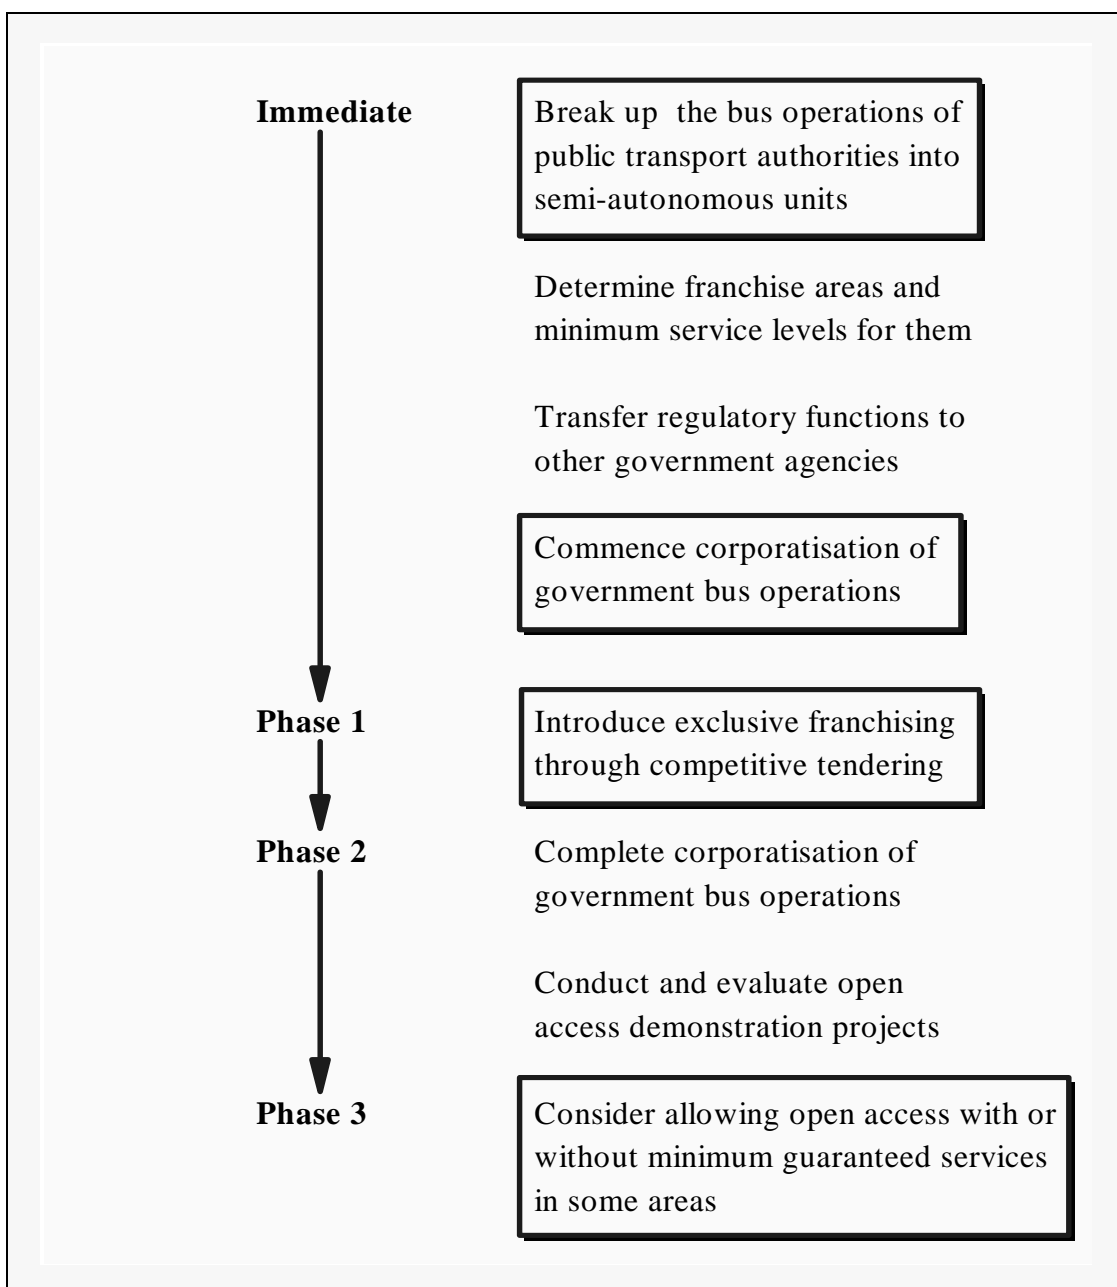 Immediate
Break up the bus operations of
public transport authorities into
semi-autonomous units
Determine franchise areas and
minimum service levels for them
Transfer regulatory functions to
other government agencies
Commence corporatisation of
government bus operations
Phase 1
Introduce exclusive franchising
through competitive tendering
Phase 2
Complete corporatisation of
government bus operations
Conduct and evaluate open
access demonstration projects
Phase 3
Consider allowing open access with or
without minimum guaranteed services
in some areas